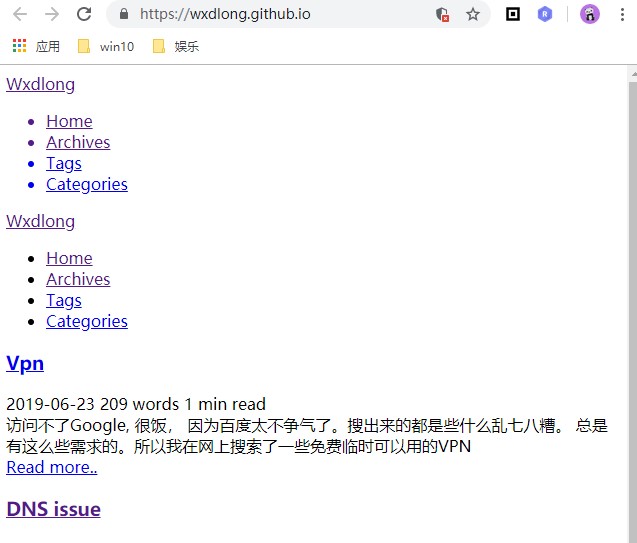 https://wxdlong.github.io
应用 win10 娱乐
Wxdlong
Home
Archives
Tags
Categories
Wxdlong
Home
Archives
Tags
Categories
Vpn
2019-06-23 209 words 1 min read
访问不了Google, 很饭， 因为百度太不争气了。搜出来的都是些什么乱七八糟。 总是
有这么些需求的。所以我在网上搜索了一些免费临时可以用的VPN
Read more..
DNS issue